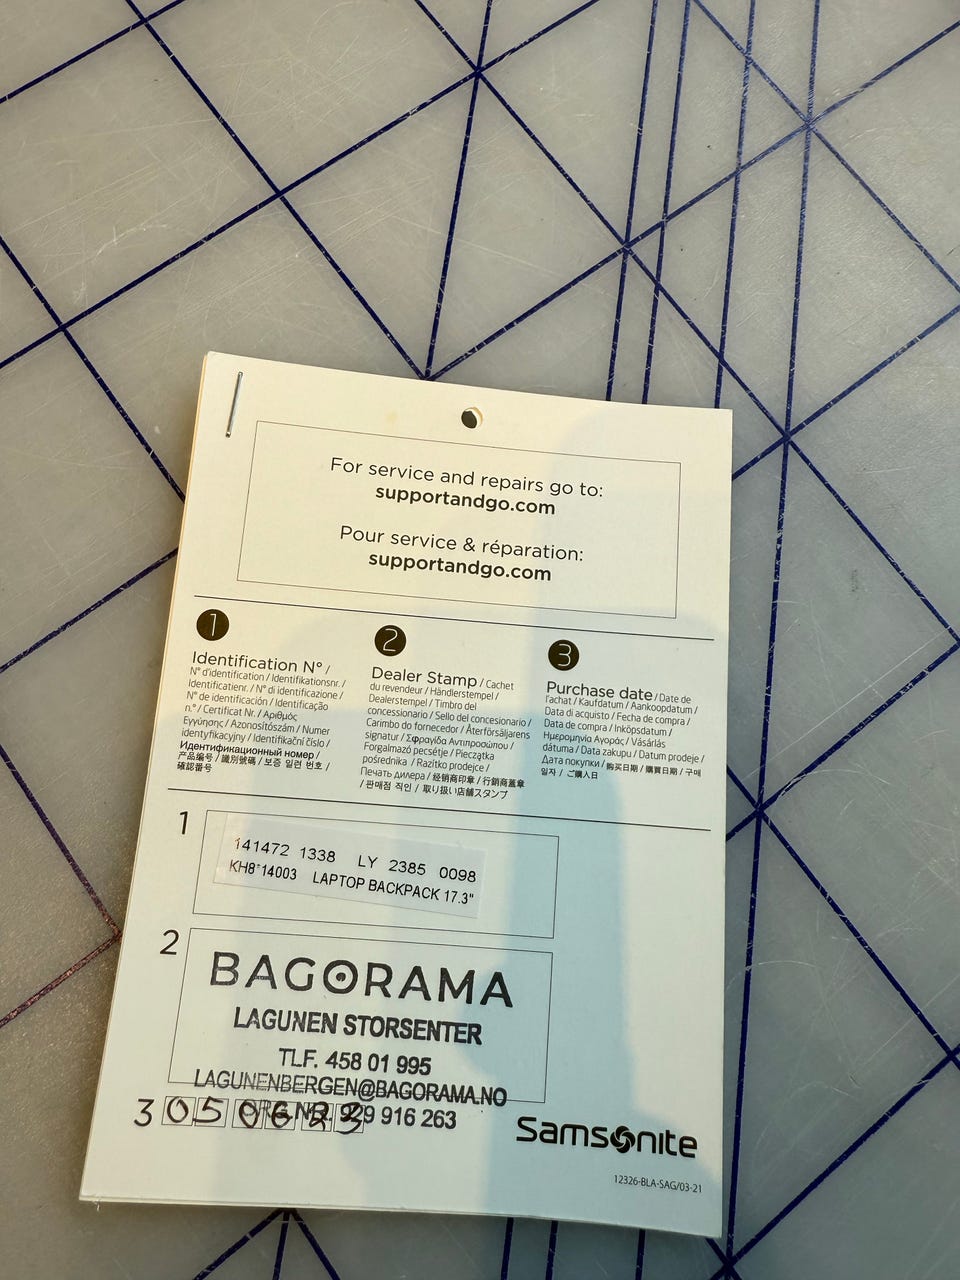 For service and repairs go to:
supportandgo.com
Pour service & réparation:
supportandgo.com
1
Identification N° /
N° d'identification / Identifikationsnr. /
Identificatienr. / N° di identificazione /
N° de identificación / Identificação
n.° / Certificat Nr. / Αριθμός
Εγγύησης / Azonosítószám / Numer
identyfikacyjny / Identifikační číslo /
Идентификационный номер /
产品编号 / 識別號碼 / 보증 일련 번호 /
確認番号
2
Dealer Stamp / Cachet
du revendeur / Händlerstempel /
Dealerstempel / Timbro del
concessionario / Sello del concesionario /
Carimbo do fornecedor / Återförsäljarens
signatur / Σφραγίδα Αντιπροσώπου /
Forgalmazó pecsétje / Pieczątka
pośrednika / Razítko prodejce /
Печать дилера / 经销商印章 / 行銷商蓋章
/ 판매점 직인 / 取り扱い店舗スタンプ
3
Purchase date / Date de
l'achat / Kaufdatum / Aankoopdatum /
Data di acquisto / Fecha de compra /
Data de compra / Inköpsdatum /
Ημερομηνία Αγοράς / Vásárlás
dátuma / Data zakupu / Datum prodeje /
Дата покупки / 购买日期 / 購買日期 / 구매
일자 / ご購入日
1
141472 1338 LY 2385 0098
KH8*14003 LAPTOP BACKPACK 17.3"
2
BAGORAMA
LAGUNEN STORSENTER
TLF. 458 01 995
LAGUNENBERGEN@BAGORAMA.NO
ORG.NR. 929 916 263
3 050623
Samsonite
12326-BLA-SAG/03-21